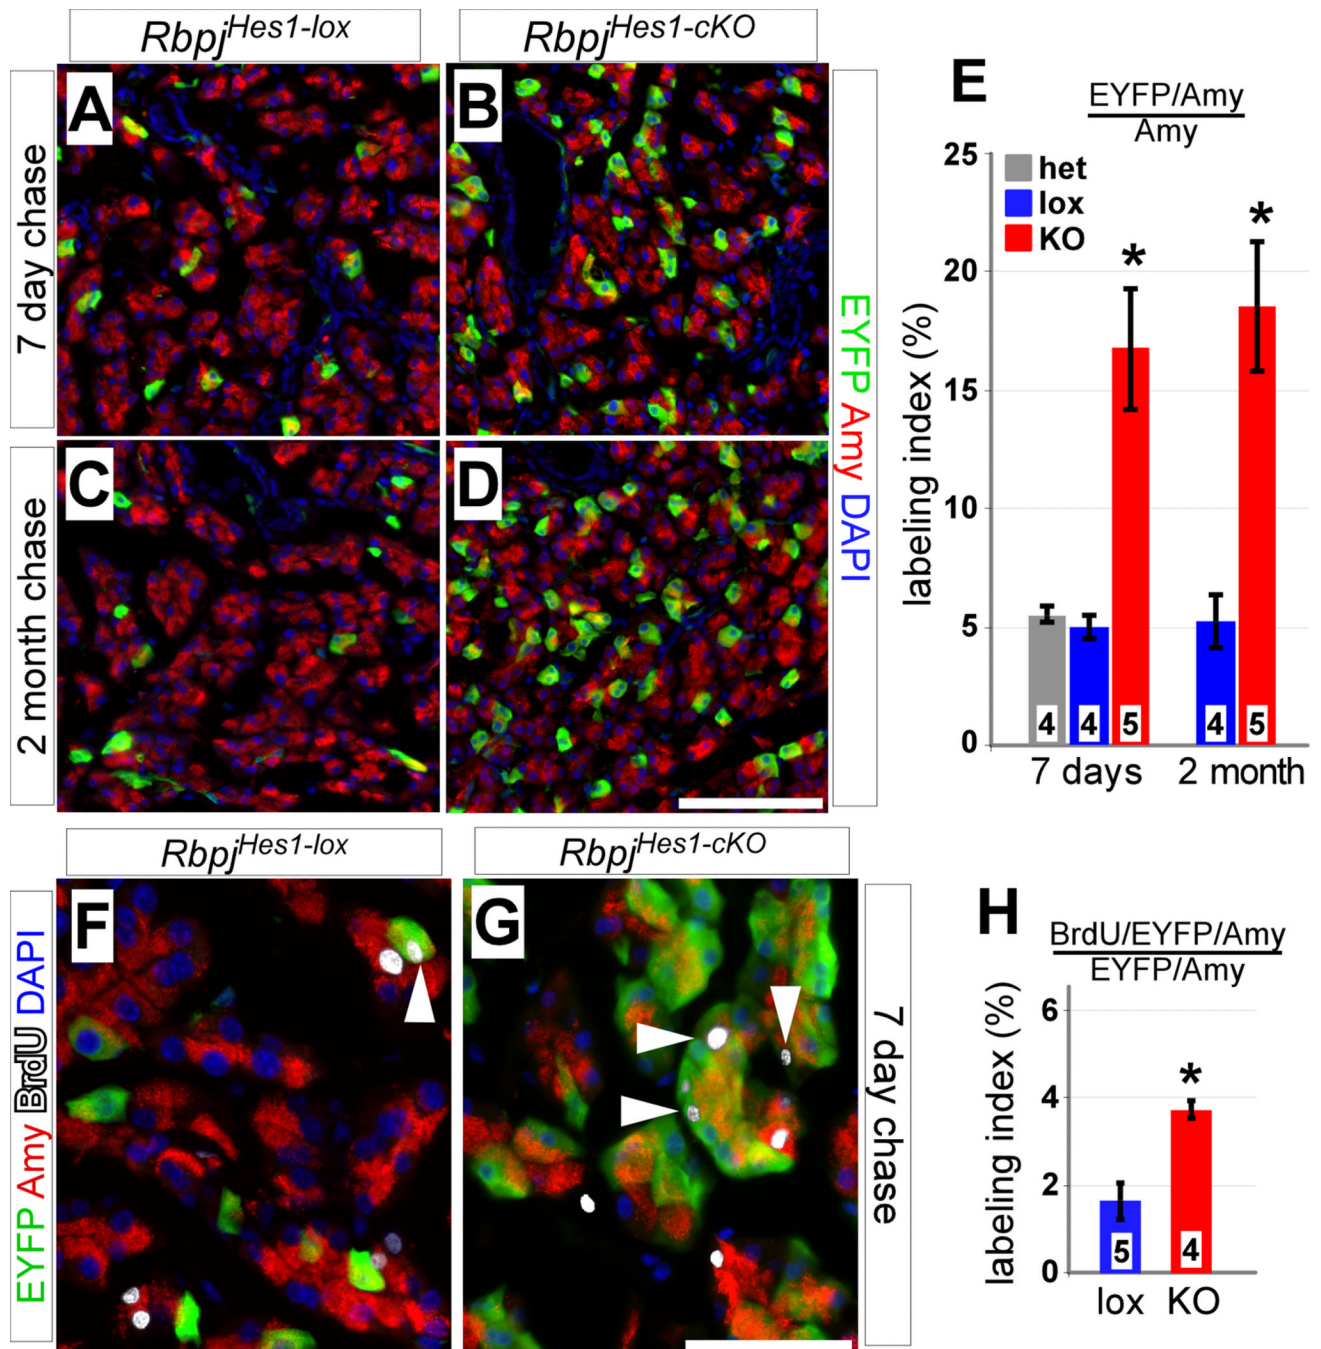 Rbpj^Hes1-lox
Rbpj^Hes1-cKO
7 day chase
2 month chase
A
B
C
D
EYFP Amy DAPI
E
EYFP/Amy
Amy
labeling index (%)
25
20
15
10
5
0
het
lox
KO
*
*
4
4
5
4
5
7 days
2 month
Rbpj^Hes1-lox
Rbpj^Hes1-cKO
EYFP Amy BrdU DAPI
F
G
7 day chase
H
BrdU/EYFP/Amy
EYFP/Amy
labeling index (%)
6
4
2
0
*
5
4
lox
KO